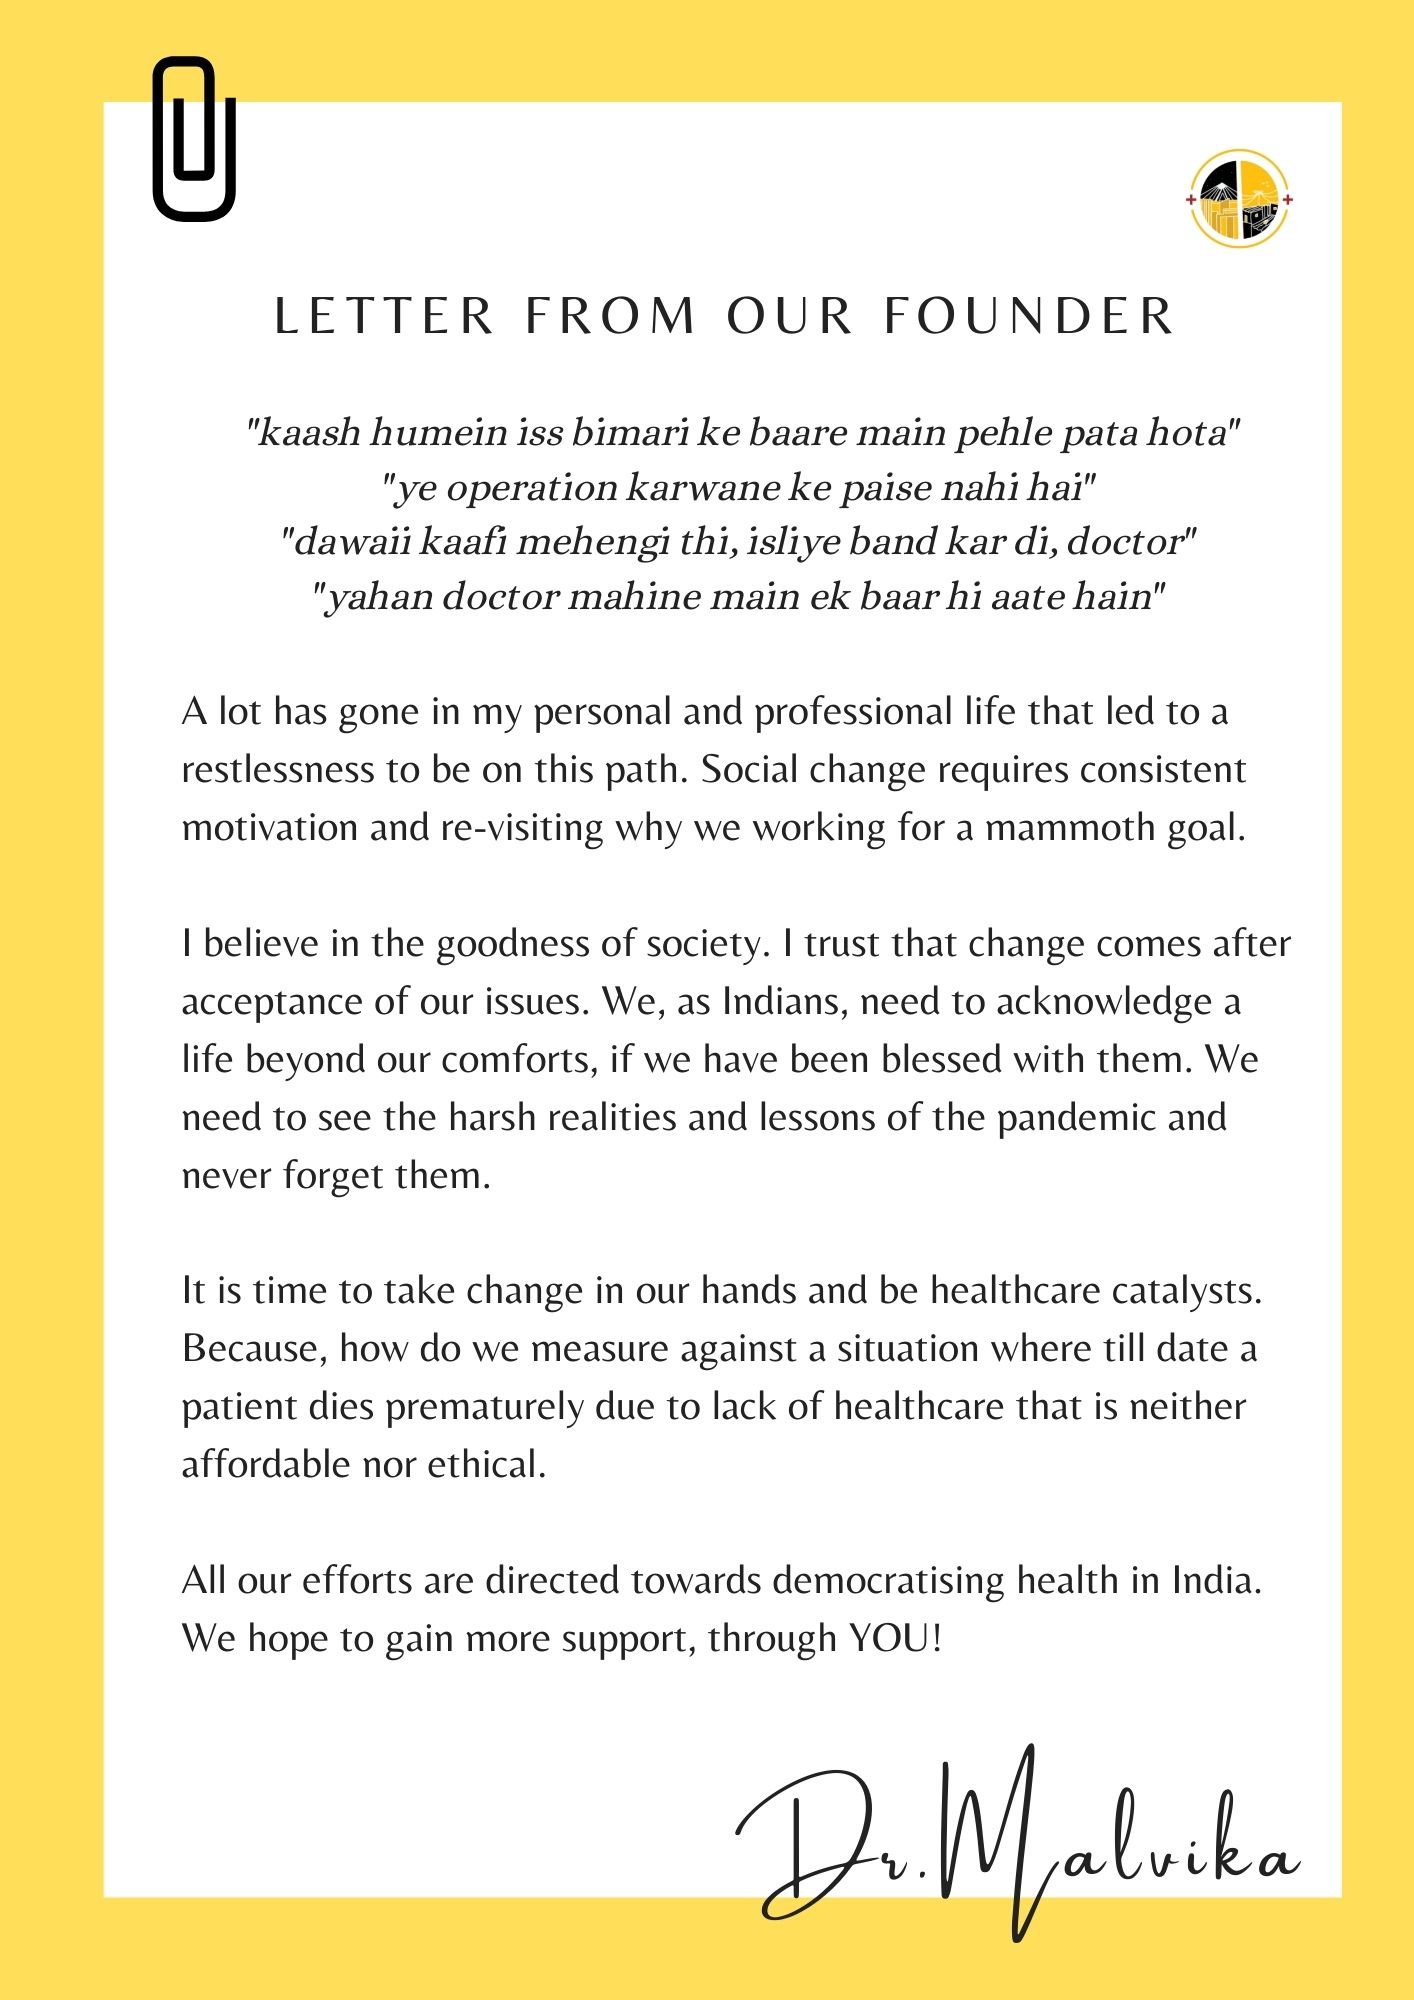 LETTER FROM OUR FOUNDER
"kaash humein iss bimari ke baare main pehle pata hota"
"ye operation karwane ke paise nahi hai"
"dawaii kaafi mehengi thi, isliye band kar di, doctor"
"yahan doctor mahine main ek baar hi aate hain"
A lot has gone in my personal and professional life that led to a
restlessness to be on this path. Social change requires consistent
motivation and re-visiting why we working for a mammoth goal.
I believe in the goodness of society. I trust that change comes after
acceptance of our issues. We, as Indians, need to acknowledge a
life beyond our comforts, if we have been blessed with them. We
need to see the harsh realities and lessons of the pandemic and
never forget them.
It is time to take change in our hands and be healthcare catalysts.
Because, how do we measure against a situation where till date a
patient dies prematurely due to lack of healthcare that is neither
affordable nor ethical.
All our efforts are directed towards democratising health in India.
We hope to gain more support, through YOU!
Dr.Malvika